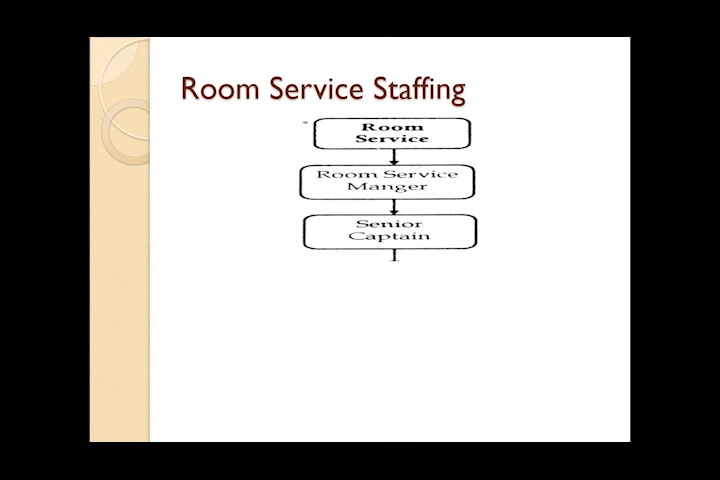 Room Service Staffing
Room
Service
Room Service
Manger
Senior
Captain